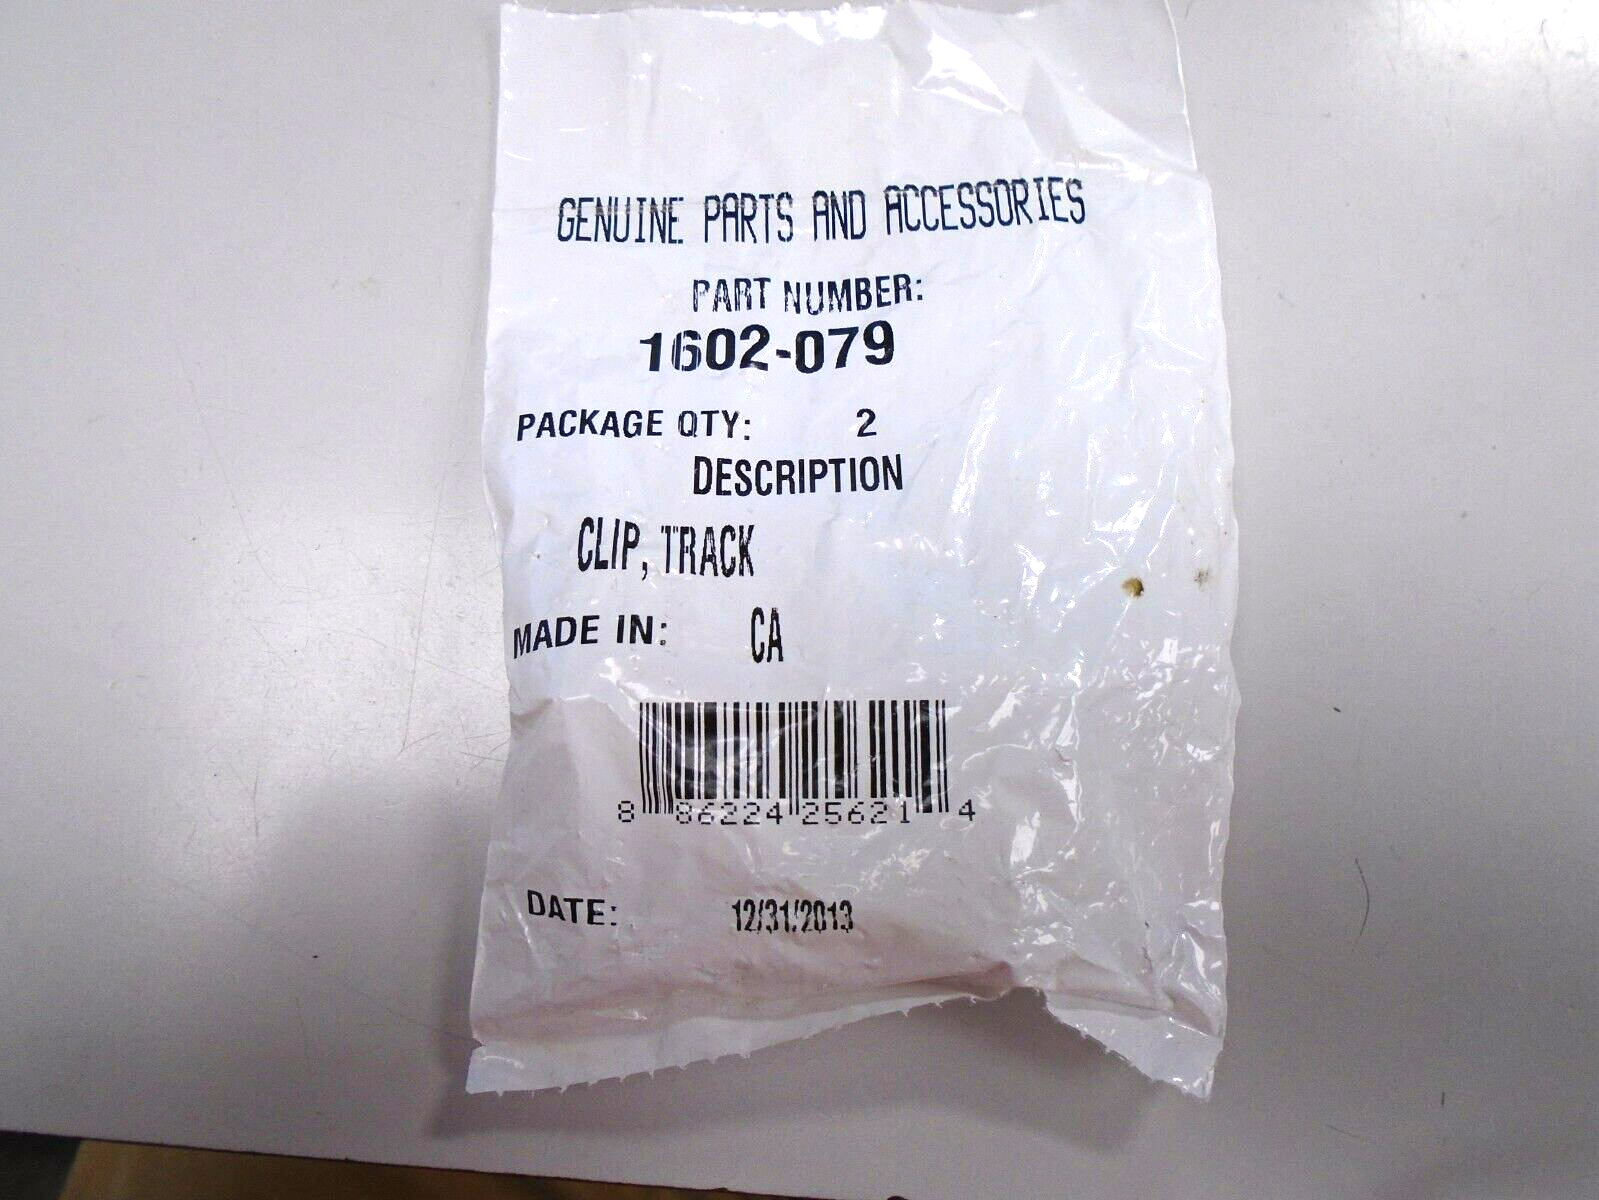 GENUINE PARTS AND ACCESSORIES
PART NUMBER:
1602-079
PACKAGE QTY: 2
DESCRIPTION
CLIP, TRACK
MADE IN: CA
8 86224 25621 4
DATE: 12/31/2013